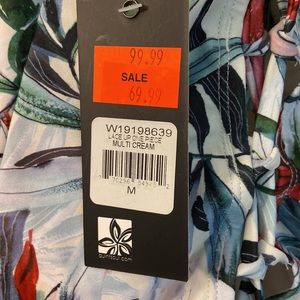 99.99
SALE
69.99
W19198639
LACE UP ONE PIECE
MULTI CREAM
M